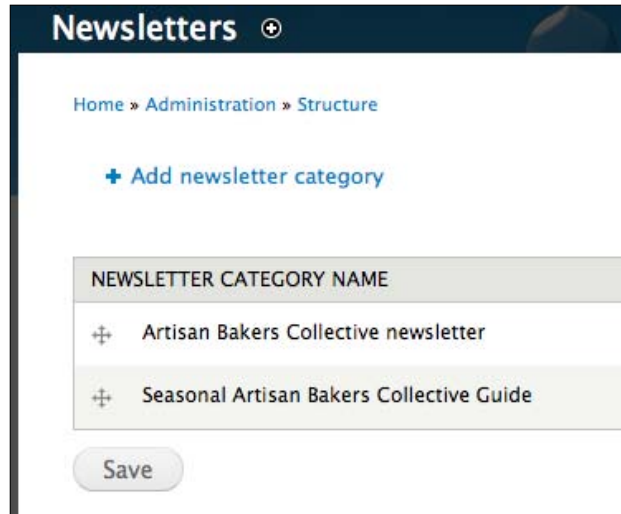 Newsletters
Home » Administration » Structure
+ Add newsletter category
NEWSLETTER CATEGORY NAME
Artisan Bakers Collective newsletter
Seasonal Artisan Bakers Collective Guide
Save